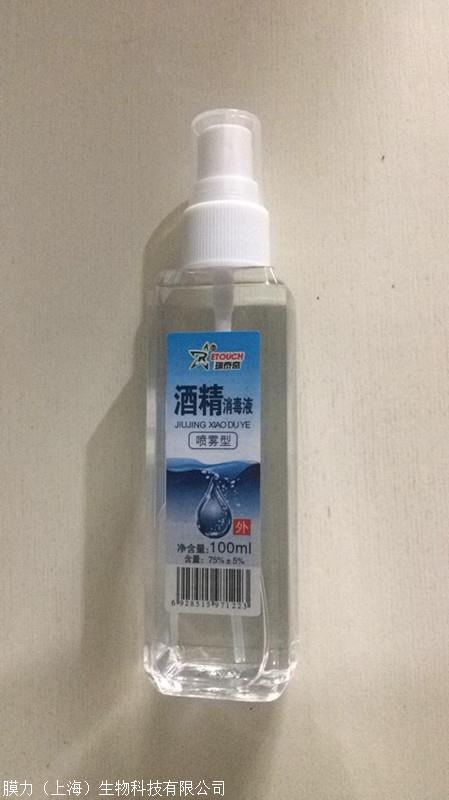 RETOUCH
瑞泰奇
酒精消毒液
JIUJING XIAO DU YE
喷雾型
外
净含量:100ml
含量:75%±5%
6928515971223
膜力（上海）生物科技有限公司